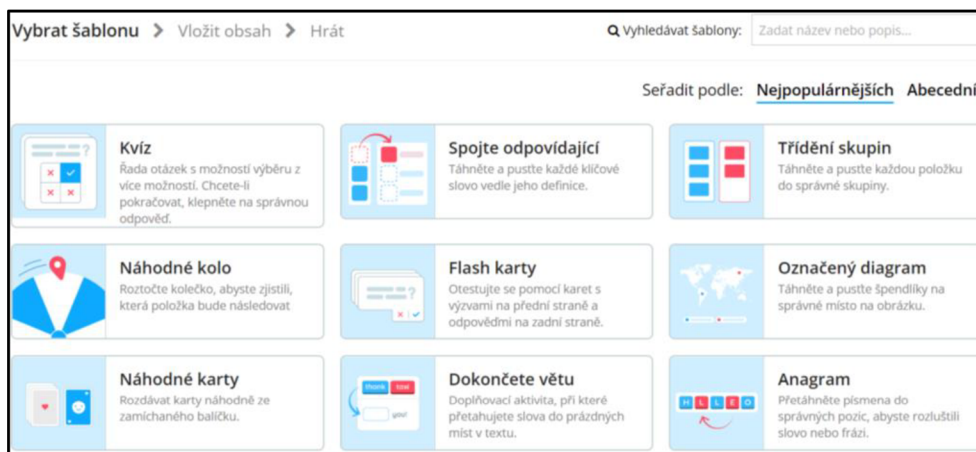 Vybrat šablonu > Vložit obsah > Hrát
Vyhledávat šablony: Zadat název nebo popis...
Seřadit podle: Nejpopulárnějších Abecední
Kvíz
Řada otázek s možností výběru z
více možností. Chcete-li
pokračovat, klepněte na správnou
odpověď.
Spojte odpovídající
Táhněte a pusťte každé klíčové
slovo vedle jeho definice.
Třídění skupin
Táhněte a pusťte každou položku
do správné skupiny.
Náhodné kolo
Roztočte kolečko, abyste zjistili,
která položka bude následovat
Flash karty
Otestujte se pomocí karet s
výzvami na přední straně a
odpověďmi na zadní straně.
Označený diagram
Táhněte a pusťte špendlíky na
správné místo na obrázku.
Náhodné karty
Rozdávat karty náhodně ze
zamíchaného balíčku.
thank
you!
Dokončete větu
Doplňovací aktivita, při které
přetahujete slova do prázdných
míst v textu.
H L L E O
Anagram
Přetáhněte písmena do
správných pozic, abyste rozluštili
slovo nebo frázi.